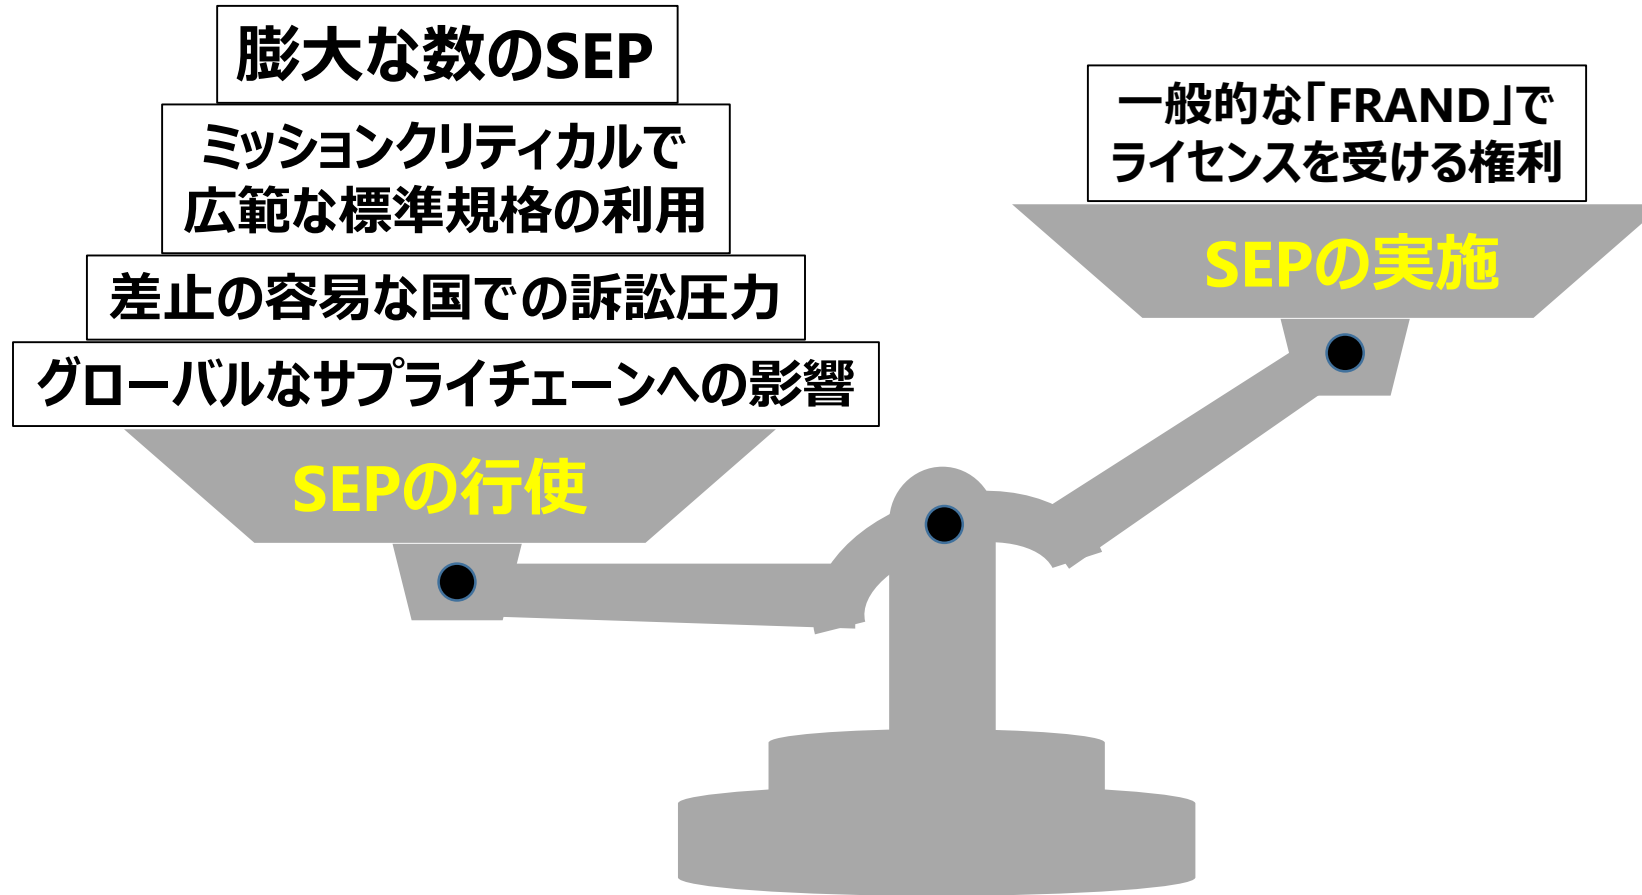 膨大な数のSEP
ミッションクリティカルで
広範な標準規格の利用
差止の容易な国での訴訟圧力
グローバルなサプライチェーンへの影響
SEPの行使
一般的な「FRAND」で
ライセンスを受ける権利
SEPの実施